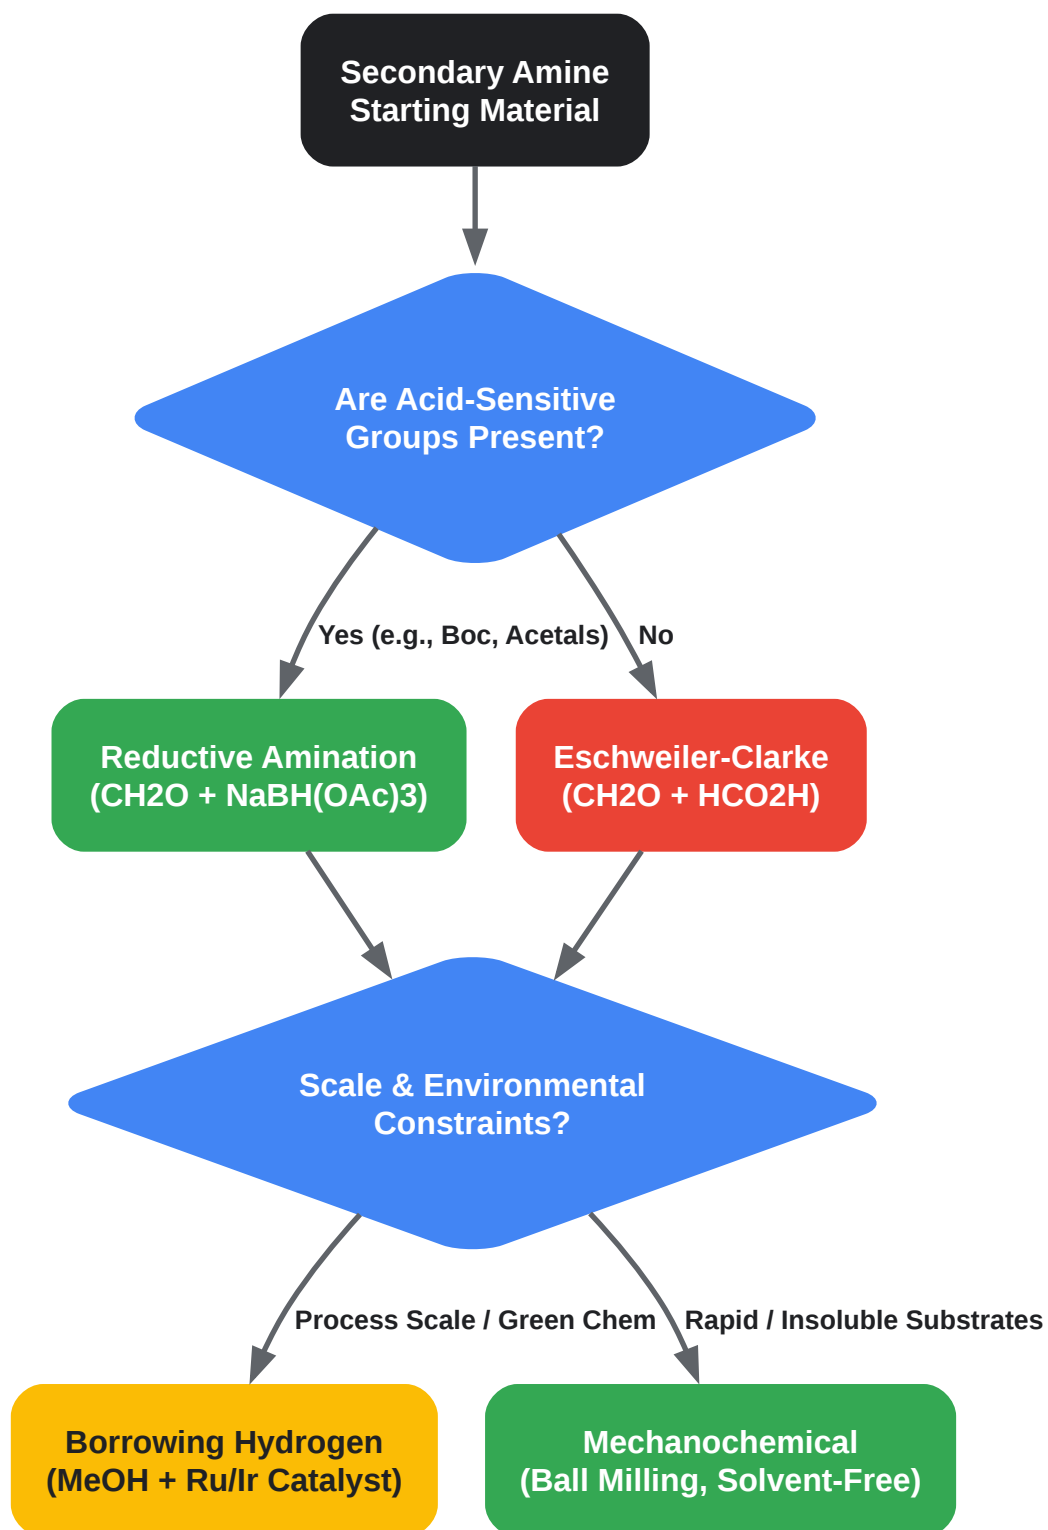 Secondary Amine
Starting Material
Are Acid-Sensitive
Groups Present?
Yes (e.g., Boc, Acetals)
No
Reductive Amination
(CH2O + NaBH(OAc)3)
Eschweiler-Clarke
(CH2O + HCO2H)
Scale & Environmental
Constraints?
Process Scale / Green Chem
Rapid / Insoluble Substrates
Borrowing Hydrogen
(MeOH + Ru/Ir Catalyst)
Mechanochemical
(Ball Milling, Solvent-Free)